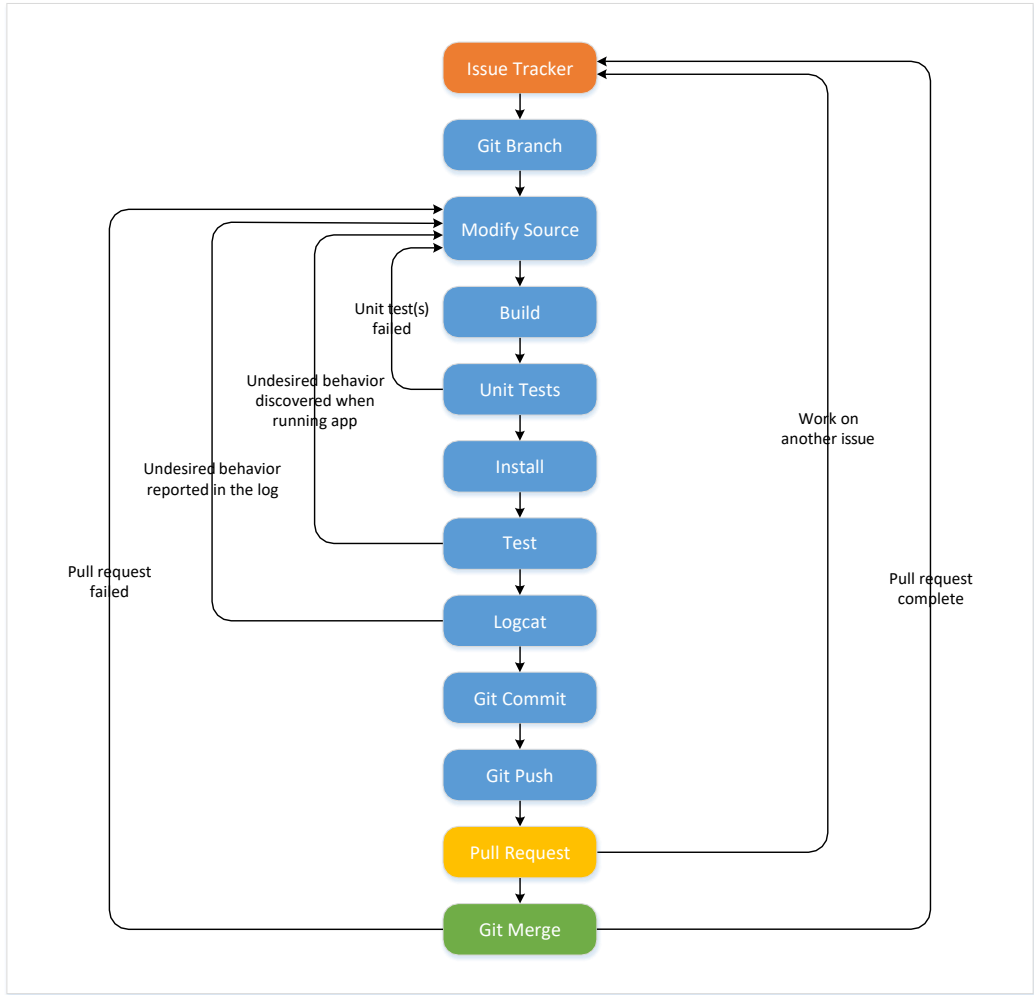 Issue Tracker
Git Branch
Modify Source
Unit test(s)
failed
Build
Undesired behavior
discovered when
running app
Unit Tests
Work on
another issue
Undesired behavior
reported in the log
Install
Test
Pull request
failed
Pull request
complete
Logcat
Git Commit
Git Push
Pull Request
Git Merge